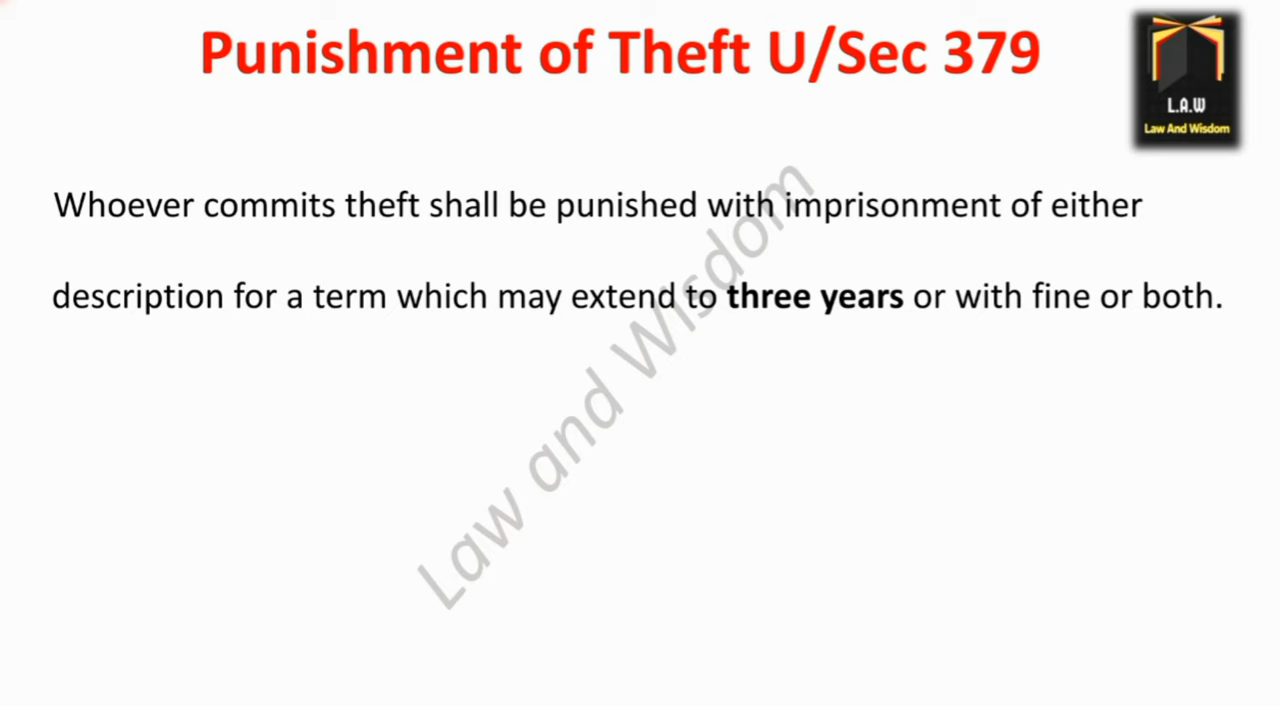 Punishment of Theft U/Sec 379
L.A.W
Law And Wisdom
Whoever commits theft shall be punished with imprisonment of either
description for a term which may extend to three years or with fine or both.
Law and Wisdom